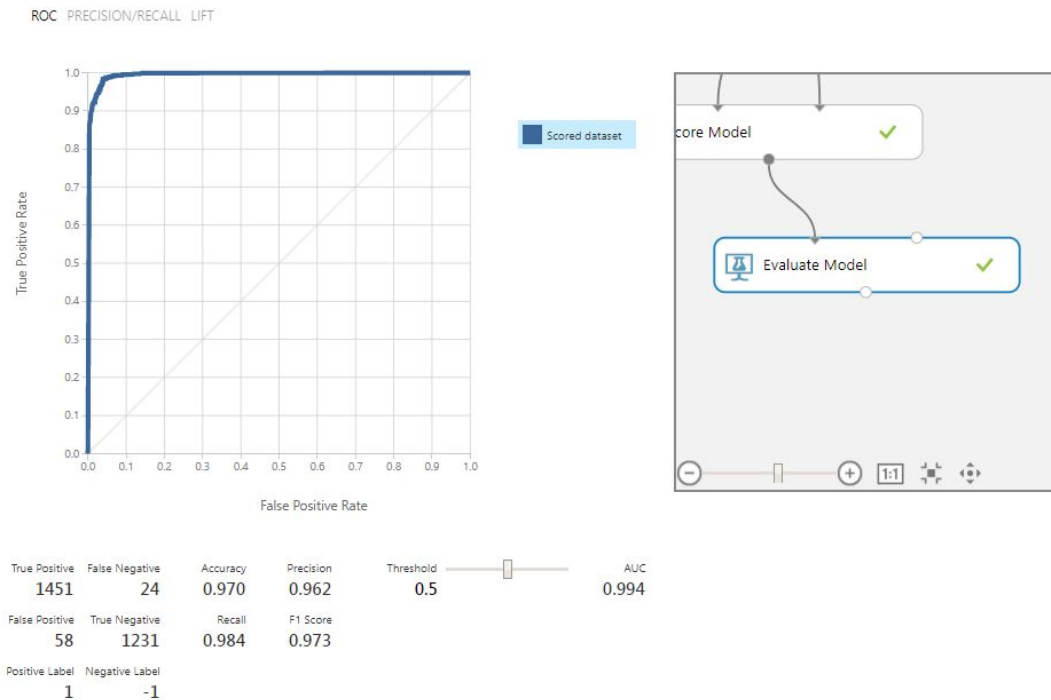 ROC PRECISION/RECALL LIFT
1.0
0.9
0.8
0.7
0.6
0.5
0.4
0.3
0.2
0.1
0.0
True Positive Rate
0.0 0.1 0.2 0.3 0.4 0.5 0.6 0.7 0.8 0.9 1.0
False Positive Rate
Scored dataset
core Model
Evaluate Model
1:1
True Positive False Negative Accuracy Precision Threshold AUC
1451 24 0.970 0.962 0.5 0.994
False Positive True Negative Recall F1 Score
58 1231 0.984 0.973
Positive Label Negative Label
1 -1